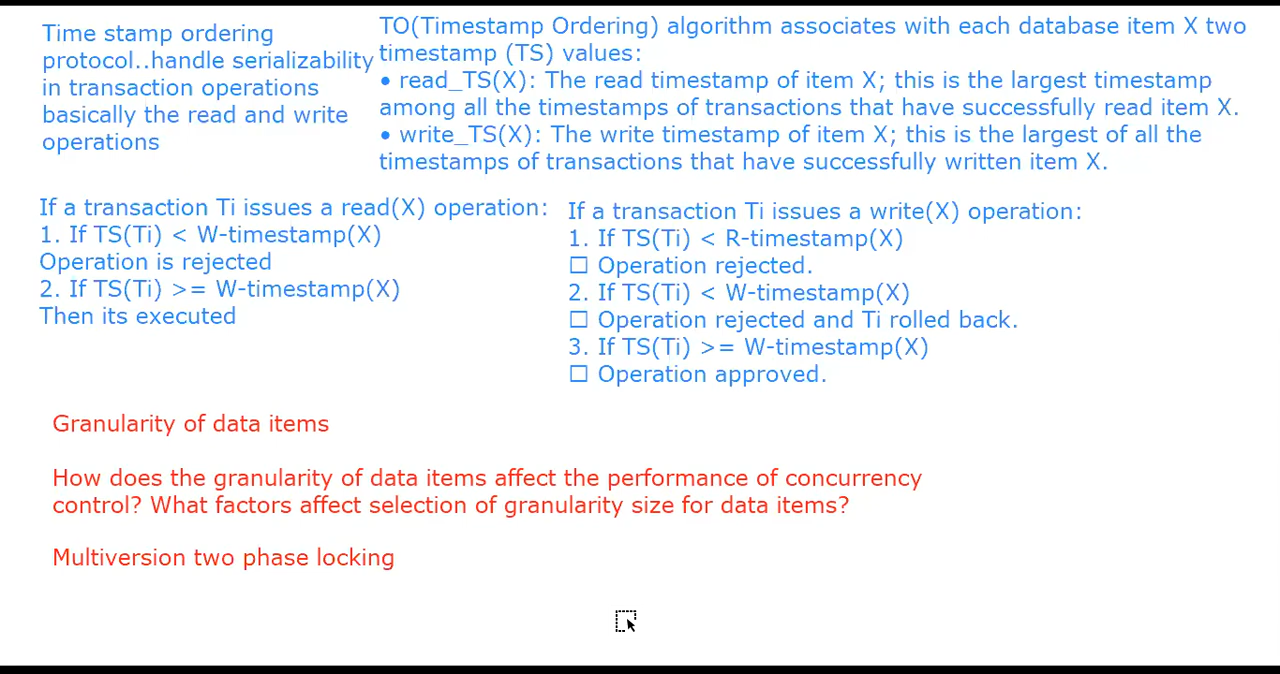 Time stamp ordering
protocol..handle serializability
in transaction operations
basically the read and write
operations
TO(Timestamp Ordering) algorithm associates with each database item X two
timestamp (TS) values:
• read_TS(X): The read timestamp of item X; this is the largest timestamp
among all the timestamps of transactions that have successfully read item X.
• write_TS(X): The write timestamp of item X; this is the largest of all the
timestamps of transactions that have successfully written item X.
If a transaction Ti issues a read(X) operation:
1. If TS(Ti) < W-timestamp(X)
Operation is rejected
2. If TS(Ti) >= W-timestamp(X)
Then its executed
If a transaction Ti issues a write(X) operation:
1. If TS(Ti) < R-timestamp(X)
☐ Operation rejected.
2. If TS(Ti) < W-timestamp(X)
☐ Operation rejected and Ti rolled back.
3. If TS(Ti) >= W-timestamp(X)
☐ Operation approved.
Granularity of data items
How does the granularity of data items affect the performance of concurrency
control? What factors affect selection of granularity size for data items?
Multiversion two phase locking